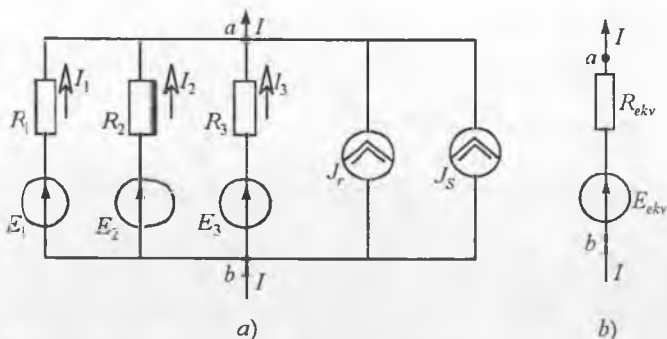 a I I
I₁ I₂ I₃
R₁ R₂ R₃ Rekv
Jr Js
E₁ E₂ E₃ Eekv
b I b I
a) b)